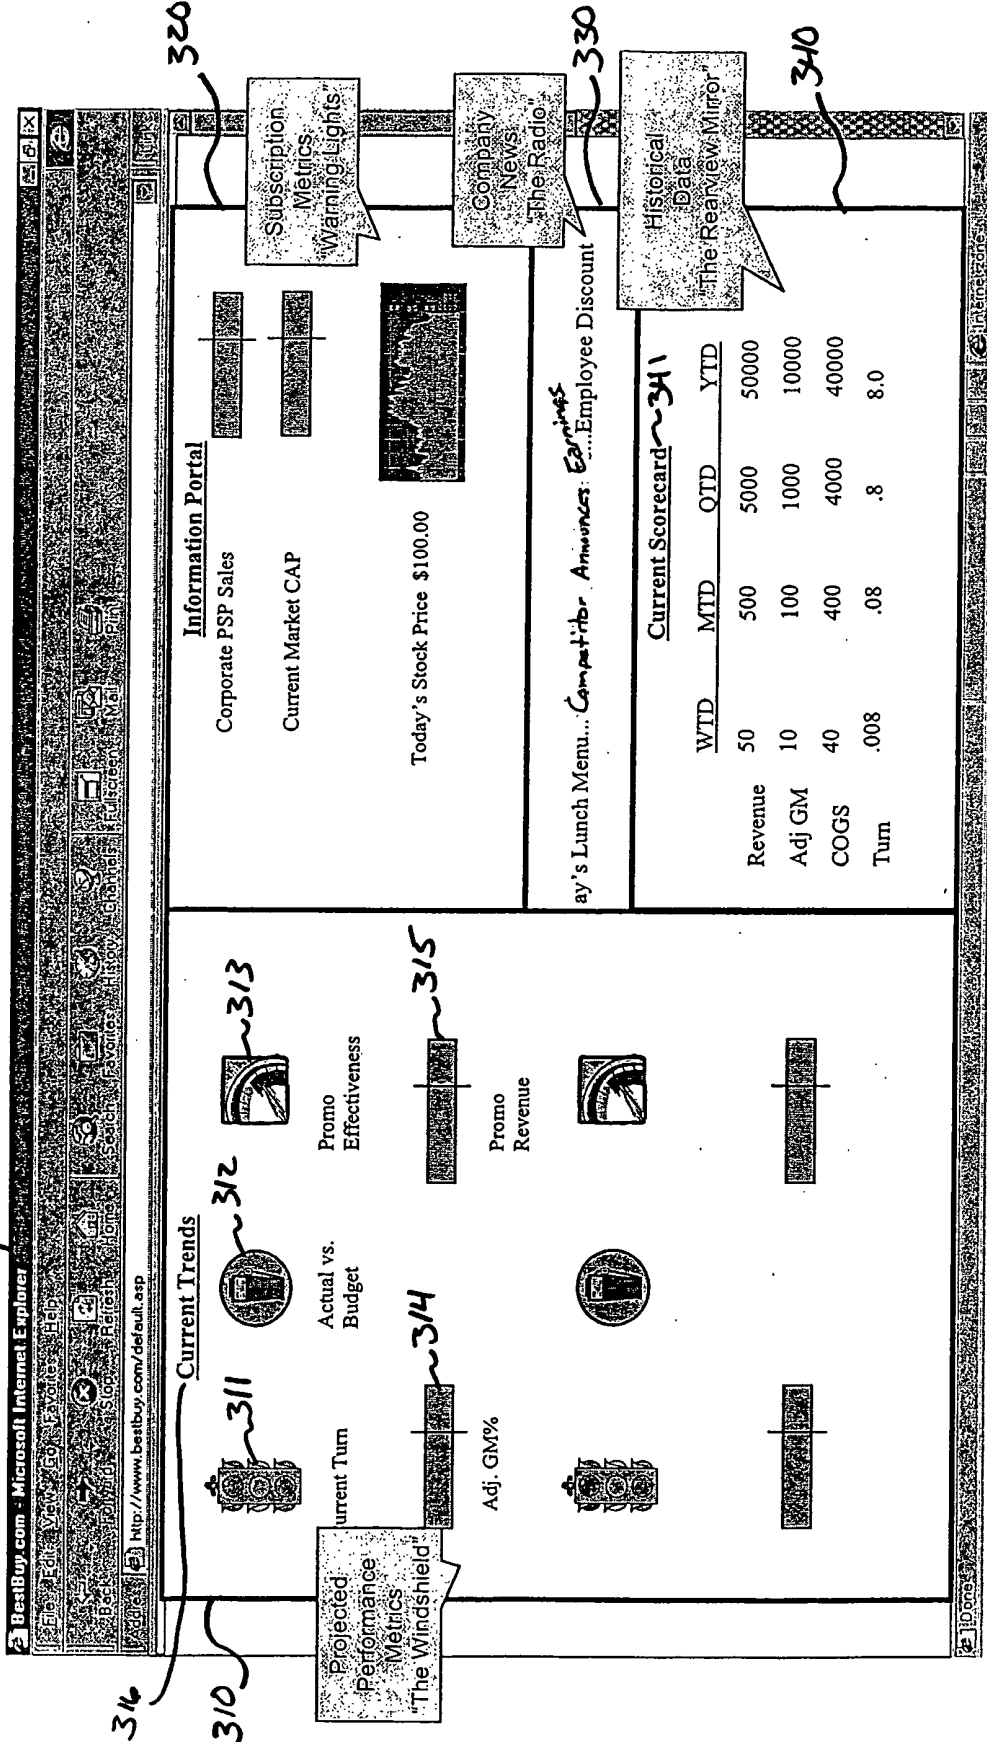 BestBuy.com - Microsoft Internet Explorer
File Edit View Go Favorites Help
Back Forward Stop Refresh Home Search Favorites History Channels Fullscreen Mail Print
Address http://www.bestbuy.com/default.asp
316
310
Projected
Performance
Metrics
"The Windshield"
Current Trends
311
312
313
urrent Turn
Actual vs.
Budget
Promo
Effectiveness
314
315
Adj. GM%
Promo
Revenue
320
Subscription
Metrics
"Warning Lights"
Information Portal
Corporate PSP Sales
Current Market CAP
Today's Stock Price $100.00
Company
News
"The Radio"
330
ay's Lunch Menu... Competitor Announces Earnings ....Employee Discount
Historical
Data
"The Rearview Mirror"
340
Current Scorecard 341
WTD MTD QTD YTD
Revenue 50 500 5000 50000
Adj GM 10 100 1000 10000
COGS 40 400 4000 40000
Turn .008 .08 .8 8.0
Done
Internet zone